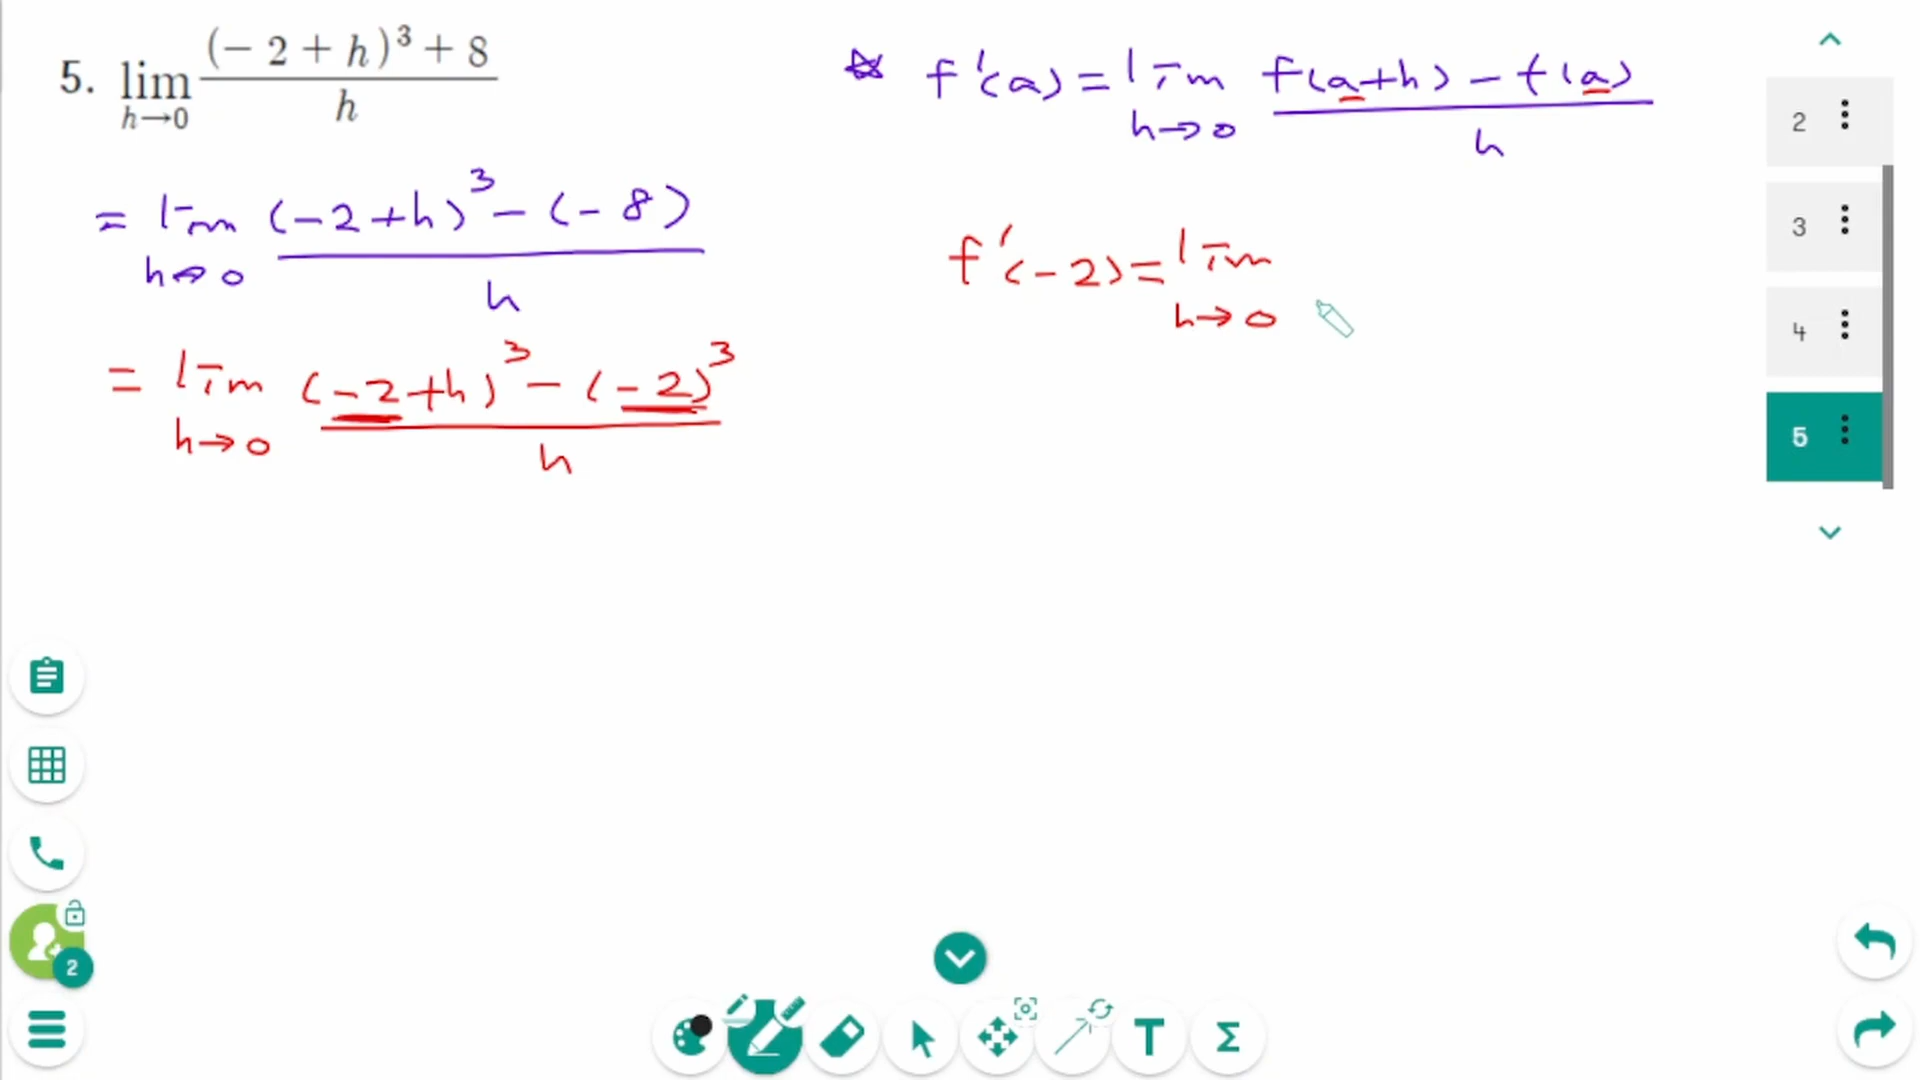 5. lim h→0 ((- 2 + h)³ + 8) / h
= lim h→0 ((-2+h)³ - (-8)) / h
= lim h→0 ((-2+h)³ - (-2)³) / h
☆ f'(a) = lim h→0 (f(a+h) - f(a)) / h
f'(-2) = lim h→0
2
3
4
5
2
T
Σ